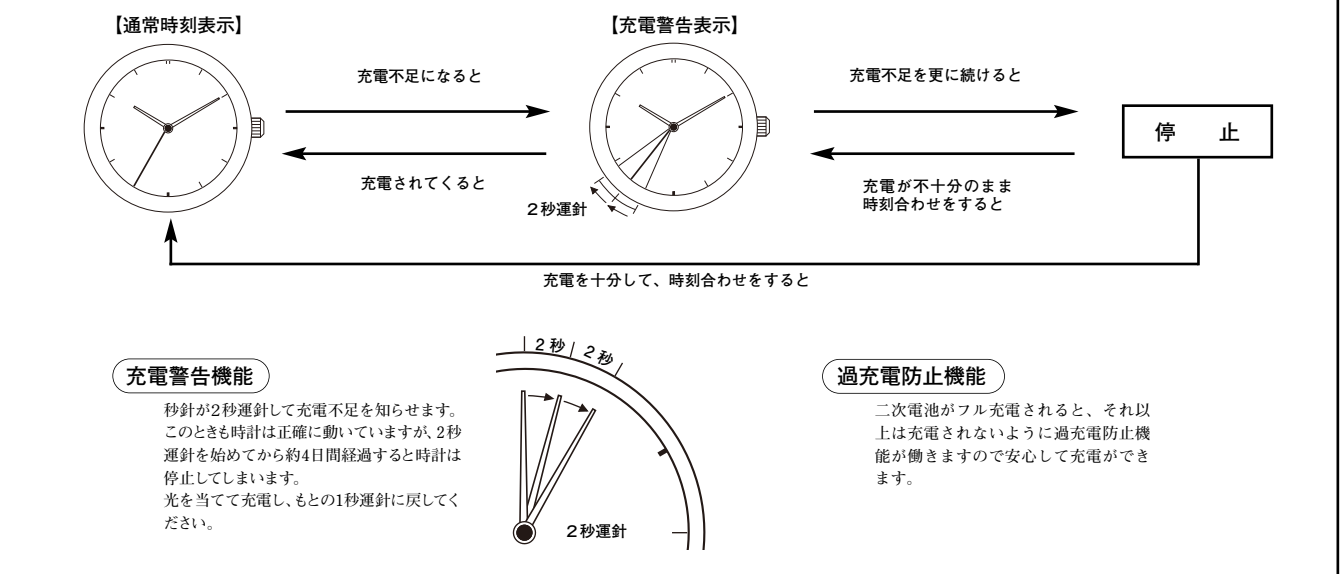 【通常時刻表示】
【充電警告表示】
充電不足になると
充電不足を更に続けると
停　止
充電されてくると
充電が不十分のまま
時刻合わせをすると
2秒運針
充電を十分して、時刻合わせをすると
充電警告機能
秒針が2秒運針して充電不足を知らせます。
このときも時計は正確に動いていますが、2秒
運針を始めてから約4日間経過すると時計は
停止してしまいます。
光を当てて充電し、もとの1秒運針に戻してく
ださい。
2秒
2秒
2秒運針
過充電防止機能
二次電池がフル充電されると、それ以
上は充電されないように過充電防止機
能が働きますので安心して充電ができ
ます。